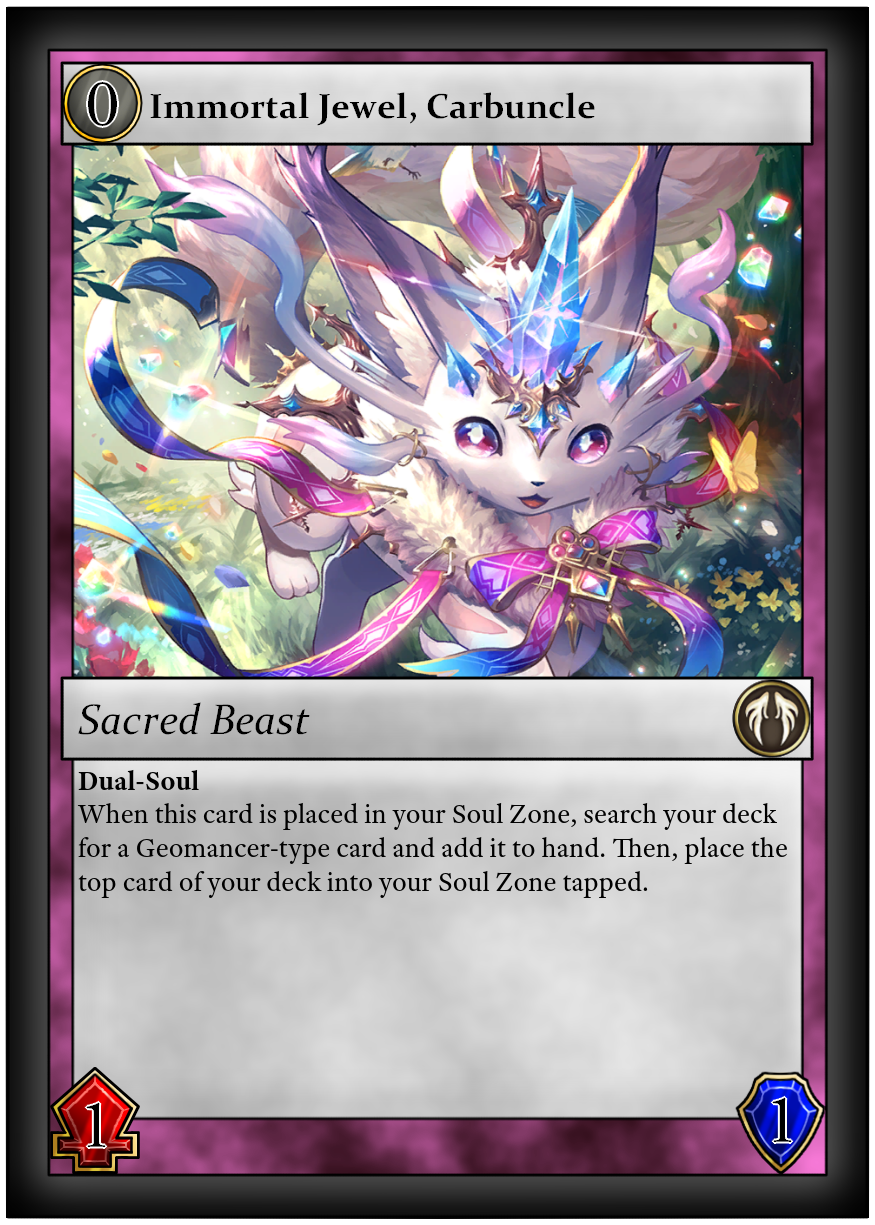 0 Immortal Jewel, Carbuncle
Sacred Beast
Dual-Soul
When this card is placed in your Soul Zone, search your deck
for a Geomancer-type card and add it to hand. Then, place the
top card of your deck into your Soul Zone tapped.
1 1